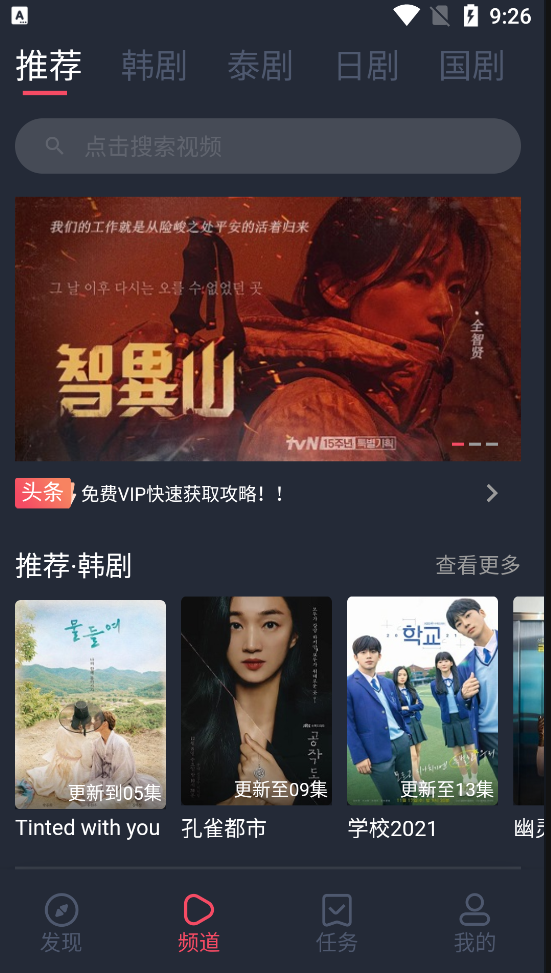 9:26
推荐 韩剧 泰剧 日剧 国剧
点击搜索视频
我们的工作就是从险峻之处平安的活着归来
그 날 이후 다시는 오를 수 없었던 곳
全智贤
智異山
tvN 15주년 특별기획
头条 免费VIP快速获取攻略！！
推荐·韩剧 查看更多
물들여
학교
공작도
更新到05集 更新至09集 更新至13集
Tinted with you 孔雀都市 学校2021
发现 频道 任务 我的